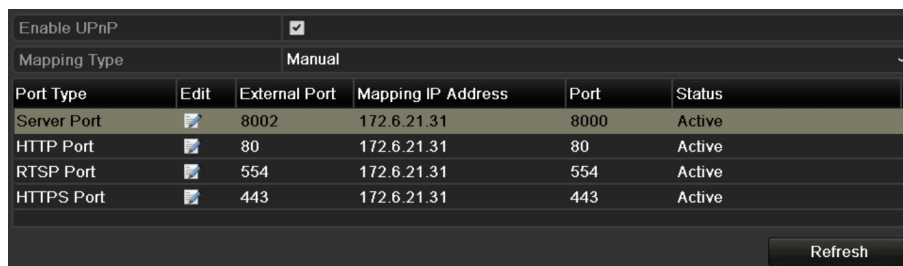 Enable UPnP
Mapping Type Manual
Port Type Edit External Port Mapping IP Address Port Status
Server Port 8002 172.6.21.31 8000 Active
HTTP Port 80 172.6.21.31 80 Active
RTSP Port 554 172.6.21.31 554 Active
HTTPS Port 443 172.6.21.31 443 Active
Refresh